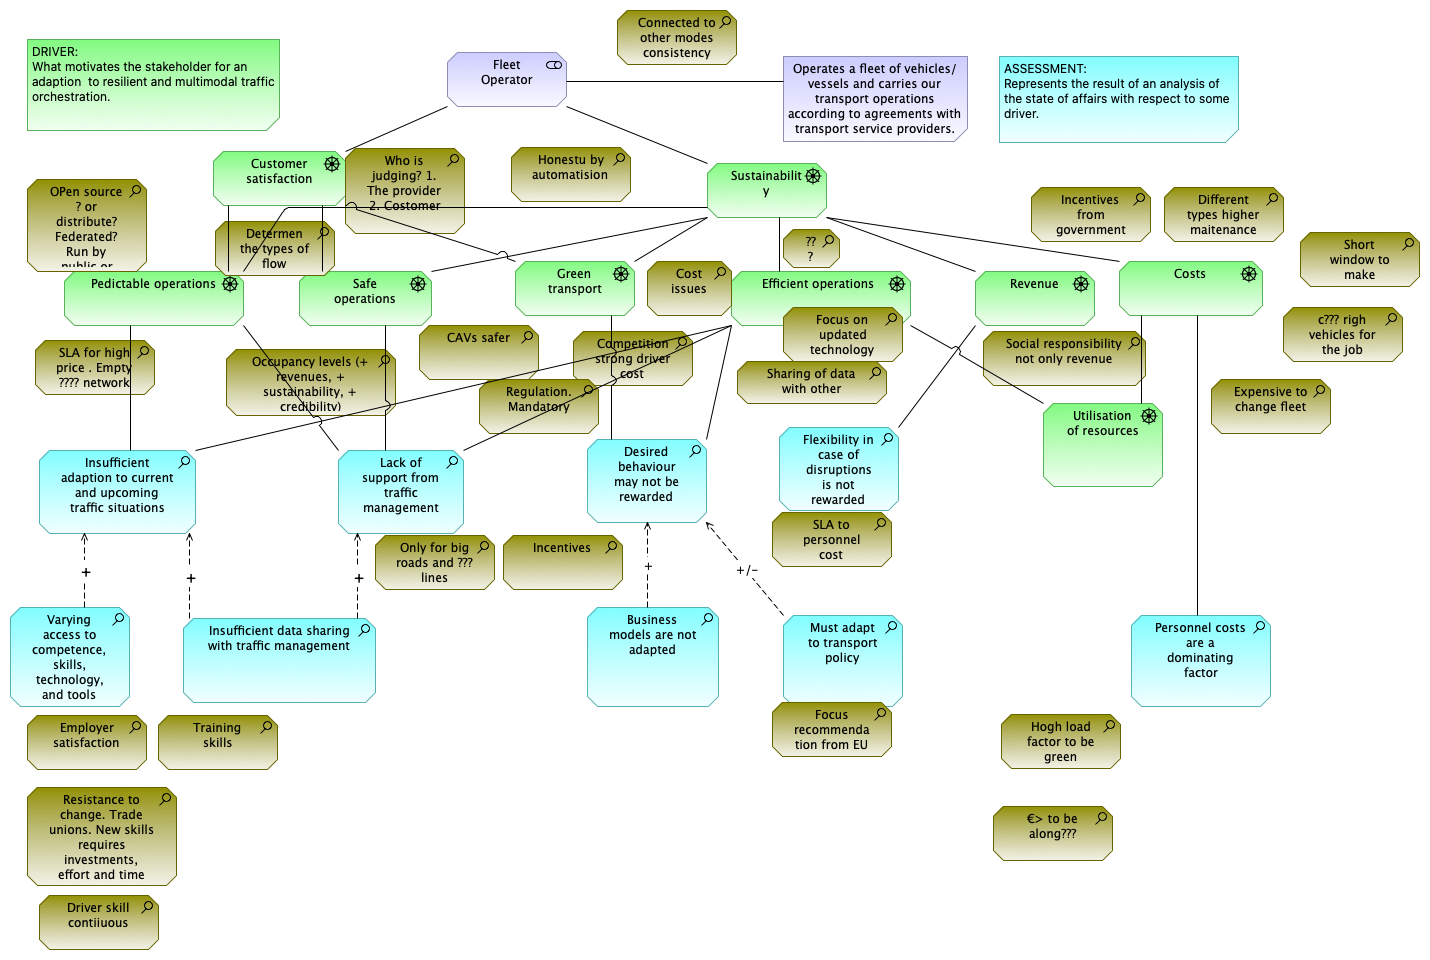 Connected to
other modes
consistency
DRIVER:
What motivates the stakeholder for an
adaption  to resilient and multimodal traffic
orchestration.
Fleet
Operator
Operates a fleet of vehicles/
vessels and carries our
transport operations
according to agreements with
transport service providers.
ASSESSMENT:
Represents the result of an analysis of
the state of affairs with respect to some
driver.
Customer
satisfaction
Who is
judging? 1.
The provider
2. Costomer
Honestu by
automatision
Sustainabilit
y
OPen source
? or
distribute?
Federated?
Run by
public or
Incentives
from
government
Different
types higher
maitenance
Determen
the types of
flow
??
?
Short
window to
make
Pedictable operations
Safe
operations
Green
transport
Cost
issues
Efficient operations
Revenue
Costs
Focus on
updated
technology
c??? righ
vehicles for
the job
SLA for high
price . Empty
???? network
Occupancy levels (+
revenues, +
sustainability, +
credibility)
CAVs safer
Competition
strong driver
cost
Social responsibility
not only revenue
Sharing of data
with other
Regulation.
Mandatory
Expensive to
change fleet
Utilisation
of resources
Insufficient
adaption to current
and upcoming
traffic situations
Lack of
support from
traffic
management
Desired
behaviour
may not be
rewarded
Flexibility in
case of
disruptions
is not
rewarded
SLA to
personnel
cost
Only for big
roads and ???
lines
Incentives
+
+
+
+
+/-
Varying
access to
competence,
skills,
technology,
and tools
Insufficient data sharing
with traffic management
Business
models are not
adapted
Must adapt
to transport
policy
Personnel costs
are a
dominating
factor
Focus
recommenda
tion from EU
Employer
satisfaction
Training
skills
Hogh load
factor to be
green
Resistance to
change. Trade
unions. New skills
requires
investments,
effort and time
€> to be
along???
Driver skill
contiiuous